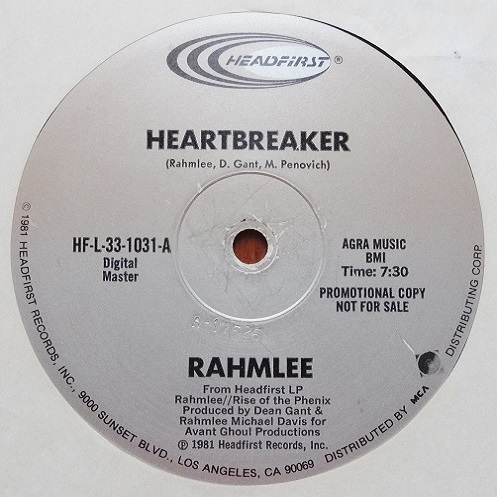 HEADFIRST®
HEARTBREAKER
(Rahmlee, D. Gant, M. Penovich)
HF-L-33-1031-A
Digital
Master
AGRA MUSIC
BMI
Time: 7:30
PROMOTIONAL COPY
NOT FOR SALE
RAHMLEE
From Headfirst LP
Rahmlee//Rise of the Phenix
Produced by Dean Gant &
Rahmlee Michael Davis for
Avant Ghoul Productions
℗ 1981 Headfirst Records, Inc.
© 1981 HEADFIRST RECORDS, INC., 9000 SUNSET BLVD., LOS ANGELES, CA 90069
DISTRIBUTED BY MCA DISTRIBUTING CORP.